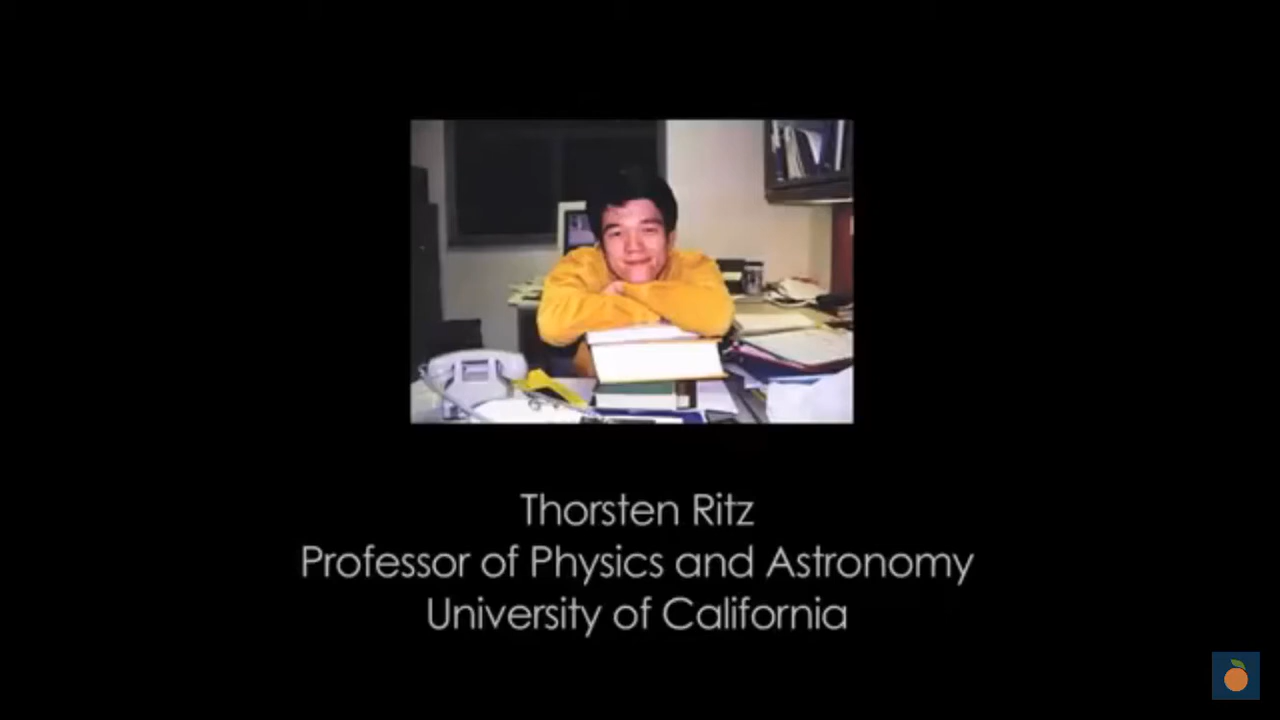 Thorsten Ritz
Professor of Physics and Astronomy
University of California